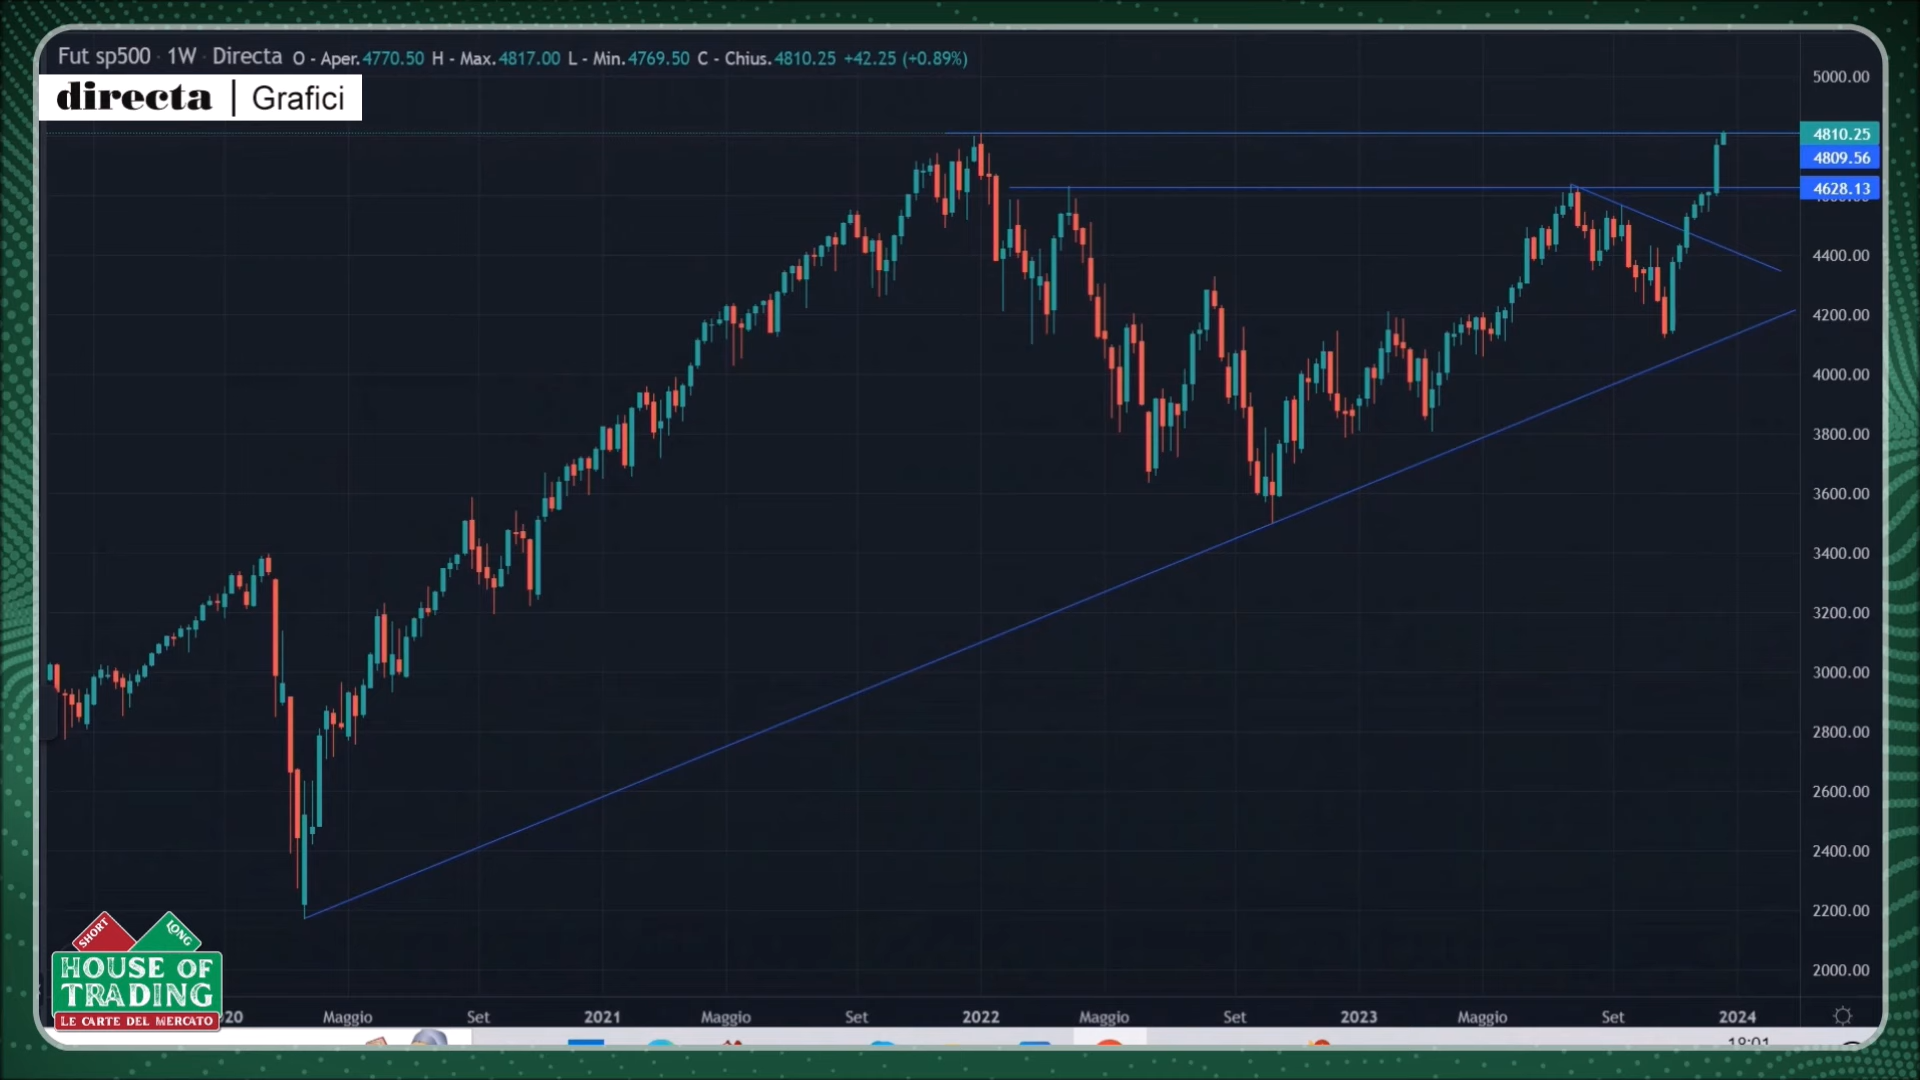 Fut sp500 · 1W · Directa O - Aper.4770.50 H - Max.4817.00 L - Min.4769.50 C - Chius.4810.25 +42.25 (+0.89%)
directa | Grafici
5000.00
4810.25
4809.56
4628.13
4400.00
4200.00
4000.00
3800.00
3600.00
3400.00
3200.00
3000.00
2800.00
2600.00
2400.00
2200.00
2000.00
SHORT LONG
HOUSE OF
TRADING
LE CARTE DEL MERCATO
20 Maggio Set 2021 Maggio Set 2022 Maggio Set 2023 Maggio Set 2024
18:01